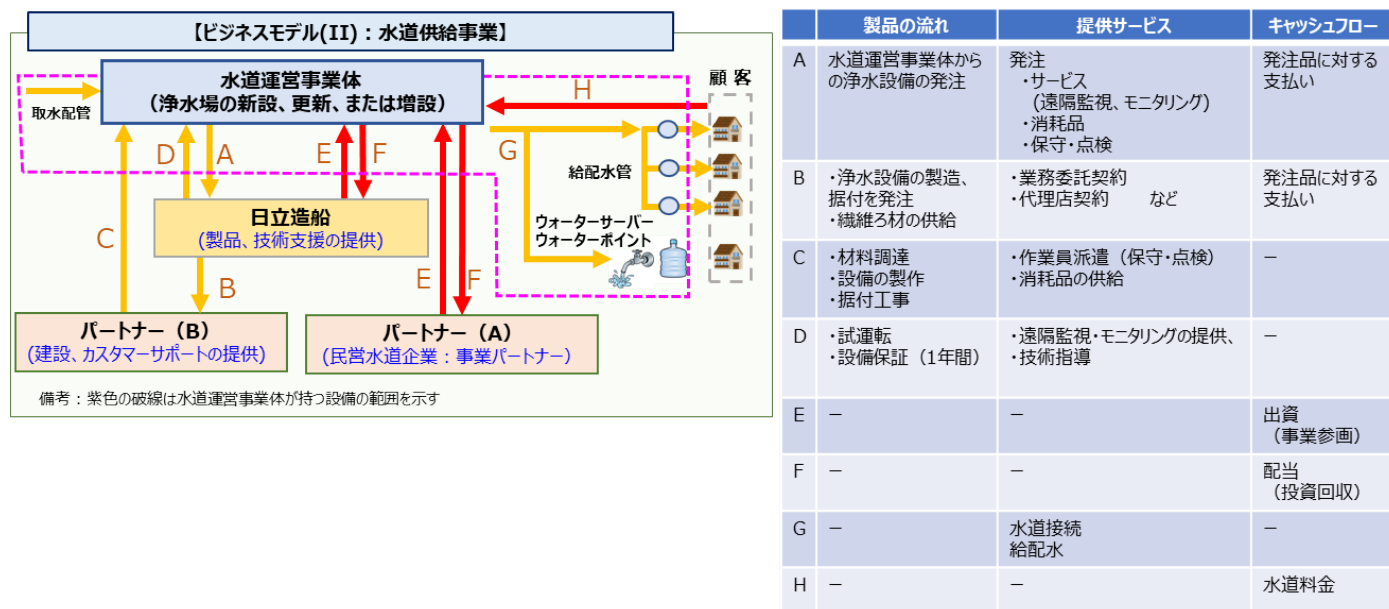 【ビジネスモデル(II)：水道供給事業】
水道運営事業体
（浄水場の新設、更新、または増設）
取水配管
H
顧 客
D
A
E
F
G
給配水管
日立造船
(製品、技術支援の提供)
ウォーターサーバー
ウォーターポイント
C
B
E
F
パートナー（B）
(建設、カスタマーサポートの提供)
パートナー（A）
(民営水道企業：事業パートナー）
備考：紫色の破線は水道運営事業体が持つ設備の範囲を示す
製品の流れ 提供サービス キャッシュフロー
A 水道運営事業体から 発注 発注品に対する
の浄水設備の発注 ・サービス 支払い
(遠隔監視、モニタリング)
・消耗品
・保守・点検
B ・浄水設備の製造、 ・業務委託契約 発注品に対する
据付を発注 ・代理店契約 など 支払い
・繊維ろ材の供給
C ・材料調達 ・作業員派遣（保守・点検） －
・設備の製作 ・消耗品の供給
・据付工事
D ・試運転 ・遠隔監視・モニタリングの提供、 －
・設備保証（1年間） ・技術指導
E － － 出資
（事業参画）
F － － 配当
（投資回収）
G － 水道接続 －
給配水
H － － 水道料金